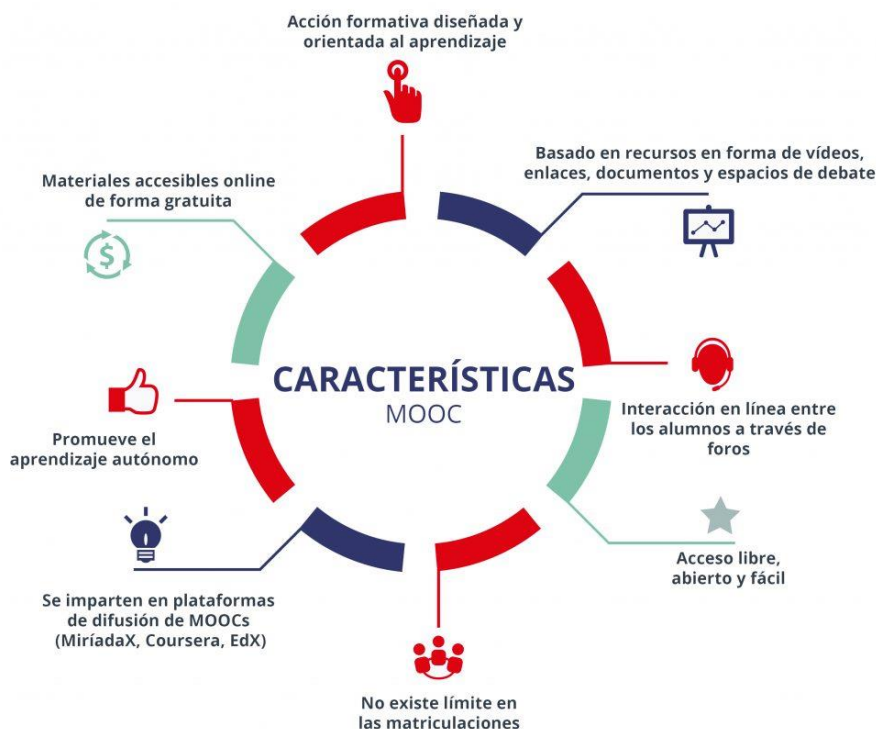 Acción formativa diseñada y
orientada al aprendizaje
Basado en recursos en forma de vídeos,
enlaces, documentos y espacios de debate
Materiales accesibles online
de forma gratuita
$
CARACTERÍSTICAS
MOOC
Interacción en línea entre
los alumnos a través de
foros
Promueve el
aprendizaje autónomo
Acceso libre,
abierto y fácil
Se imparten en plataformas
de difusión de MOOCs
(MiríadaX, Coursera, EdX)
No existe límite en
las matriculaciones